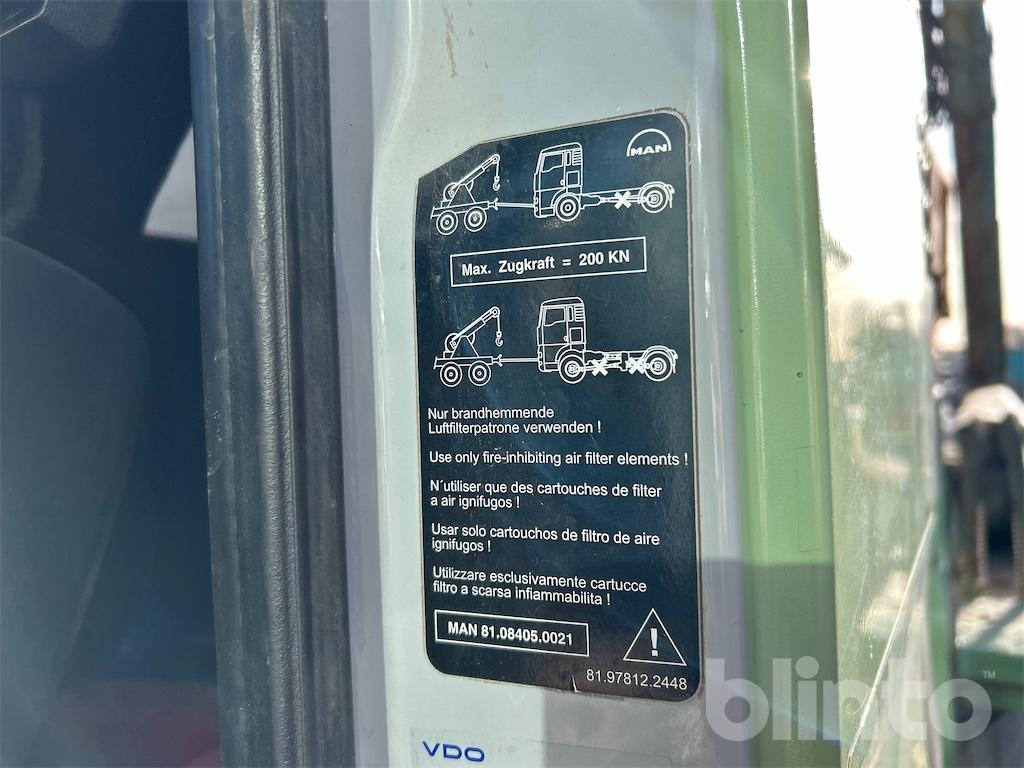 MAN
Max. Zugkraft = 200 KN
Nur brandhemmende
Luftfilterpatrone verwenden !
Use only fire-inhibiting air filter elements !
N´utiliser que des cartouches de filter
a air ignifugos !
Usar solo cartouchos de filtro de aire
ignifugos !
Utilizzare esclusivamente cartucce
filtro a scarsa infiammabilita !
MAN 81.08405.0021
!
81.97812.2448
VDO
blinto™